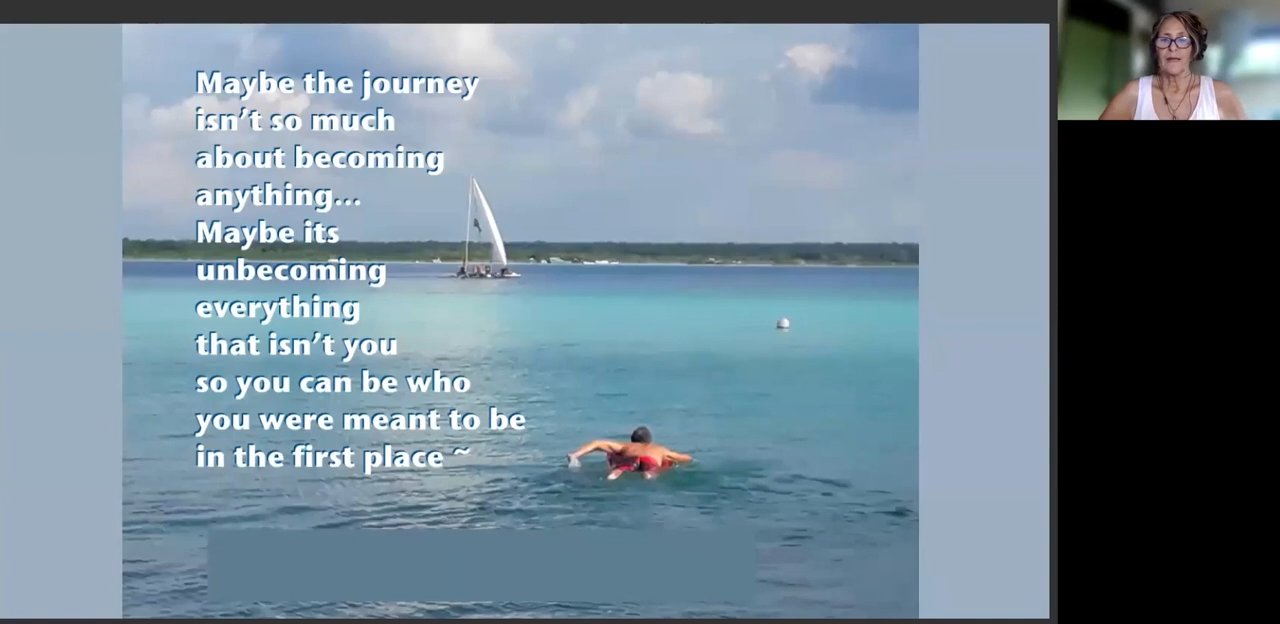 Maybe the journey
isn’t so much
about becoming
anything...
Maybe its
unbecoming
everything
that isn’t you
so you can be who
you were meant to be
in the first place ~